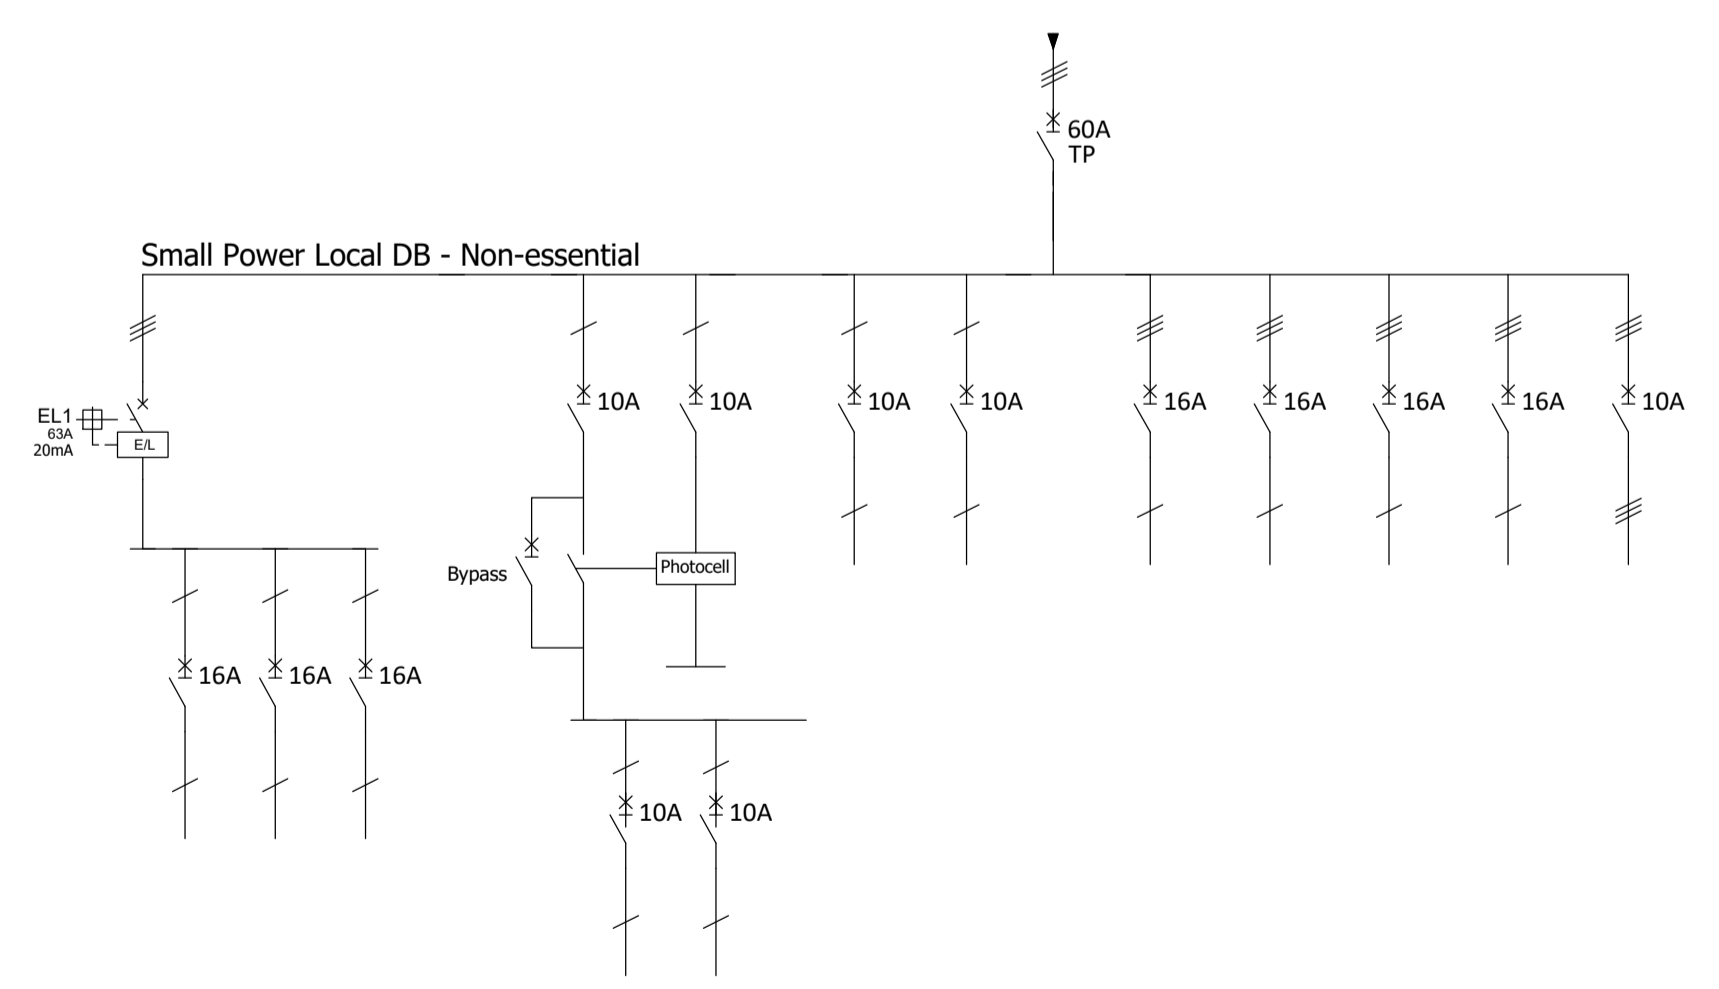 60A
TP
Small Power Local DB - Non-essential
EL1
63A
20mA
E/L
10A
10A
10A
10A
16A
16A
16A
16A
10A
Bypass
Photocell
16A
16A
16A
10A
10A